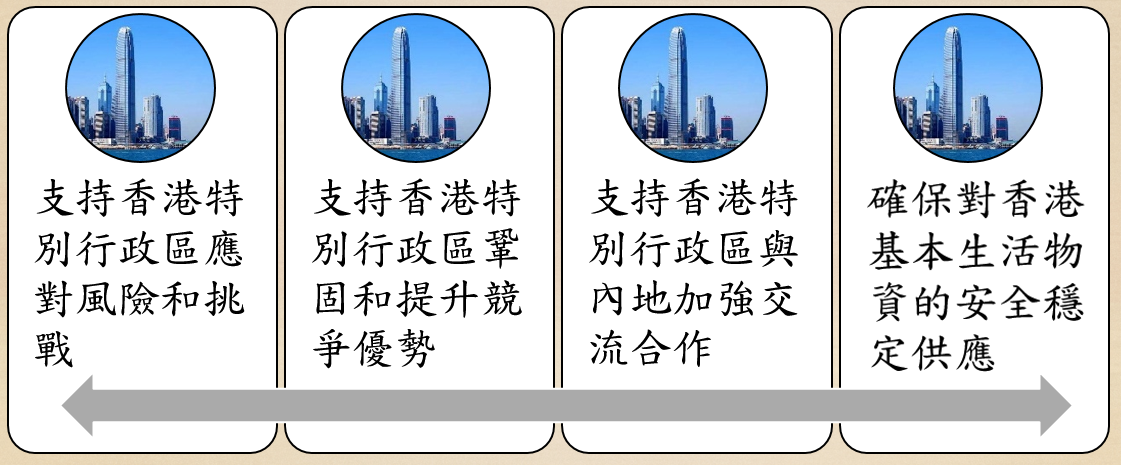 支持香港特
別行政區應
對風險和挑
戰
支持香港特
別行政區鞏
固和提升競
爭優勢
支持香港特
別行政區與
內地加強交
流合作
確保對香港
基本生活物
資的安全穩
定供應